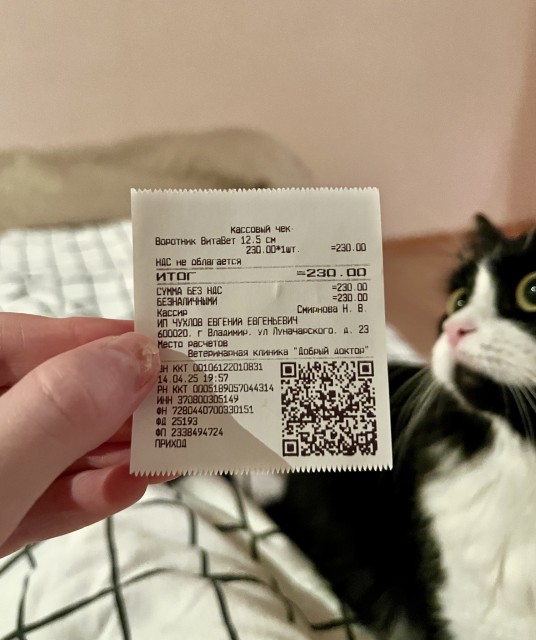 Кассовый чек
Воротник ВитаВет 12.5 см
230.00*1шт. =230.00
НДС не облагается
ИТОГ =230.00
СУММА БЕЗ НДС =230.00
БЕЗНАЛИЧНЫМИ =230.00
Кассир Смирнова Н. В.
ИП ЧУХЛОВ ЕВГЕНИЯ ЕВГЕНЬЕВИЧ
600020, г Владимир, ул Луначарского, д. 23
Место расчетов
Ветеринарная клиника "Добрый доктор"
ЗН ККТ 00106122010831
14.04.25 19:57
РН ККТ 0005189057044314
ИНН 370800305149
ФН 7280440700330151
ФД 25193
ФП 2338494724
ПРИХОД